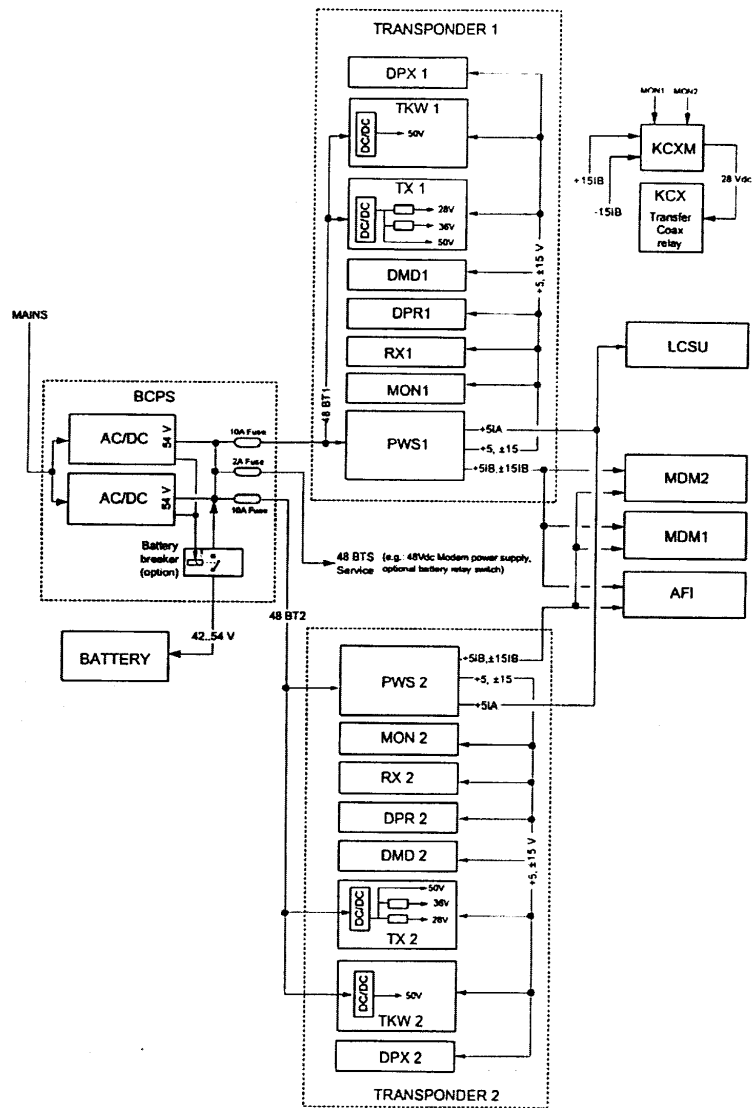 TRANSPONDER 1
DPX 1
TKW 1
DC/DC
50V
TX 1
DC/DC
28V
36V
50V
DMD1
DPR1
RX1
MON1
PWS1
+5IA
+5, ±15
+5IB,±15IB
+5, ±15 V
48 BT1
MON1
MON2
KCXM
+15IB
-15IB
28 Vdc
KCX
Transfer
Coax
relay
MAINS
BCPS
AC/DC
54 V
AC/DC
54 V
10A Fuse
2A Fuse
10A Fuse
Battery
breaker
(option)
42..54 V
BATTERY
48 BTS
Service
(e.g.: 48Vdc Modem power supply,
optional battery relay switch)
48 BT2
LCSU
MDM2
MDM1
AFI
PWS 2
+5IB,±15IB
+5, ±15
+5IA
MON 2
RX 2
DPR 2
DMD 2
+5, ±15 V
DC/DC
50V
36V
28V
TX 2
DC/DC
50V
TKW 2
DPX 2
TRANSPONDER 2